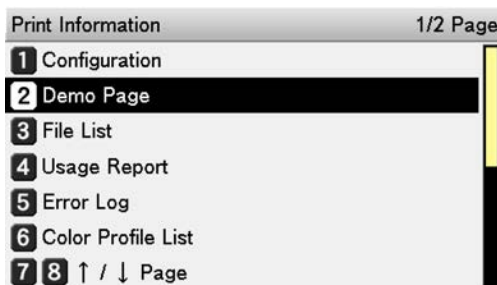 Print Information 1/2 Page
1 Configuration
2 Demo Page
3 File List
4 Usage Report
5 Error Log
6 Color Profile List
7 8 ↑ / ↓ Page